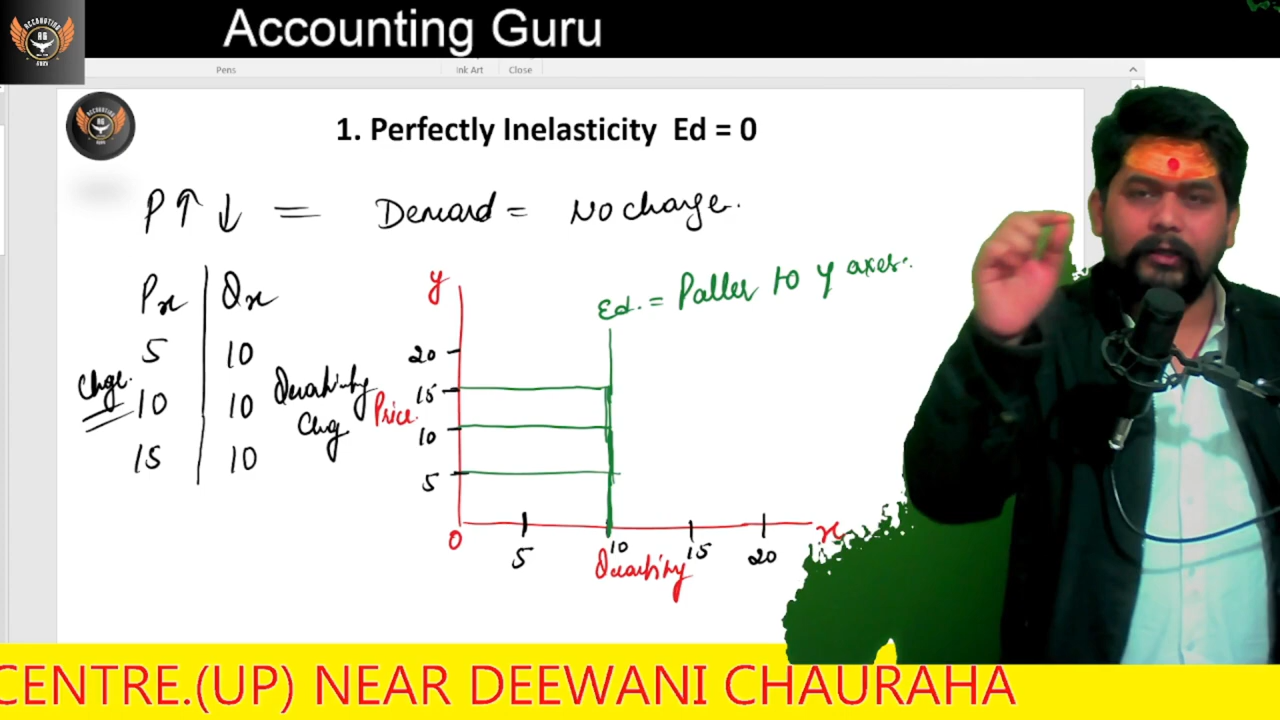 Accounting Guru
Pens Ink Art Close
1. Perfectly Inelasticity Ed = 0
P↑↓ = Demand = No change.
Px Qx
5 10
10 10
15 10
Chge.
Quantity
Chg
Ed. = Paller to y axes.
y
20
15
10
5
Price.
0
5 10 15 20
x
Quantity
CENTRE.(UP) NEAR DEEWANI CHAURAHA